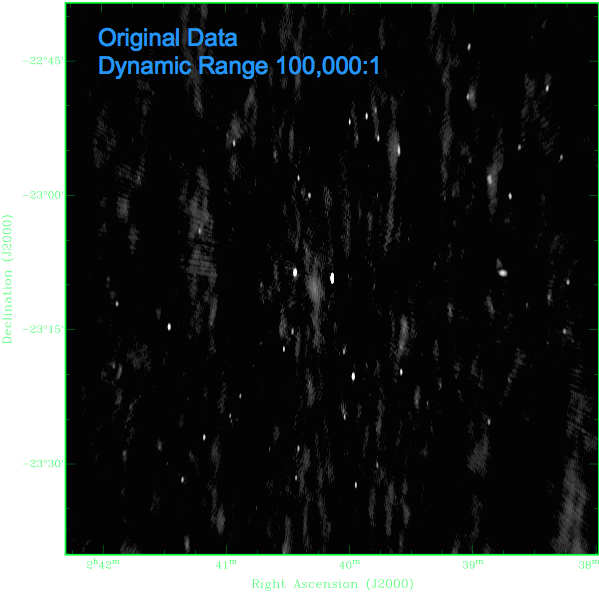 Original Data
Dynamic Range 100,000:1
-22°45'
-23°00'
-23°15'
-23°30'
Declination (J2000)
2ʰ42ᵐ
41ᵐ
40ᵐ
39ᵐ
38ᵐ
Right Ascension (J2000)